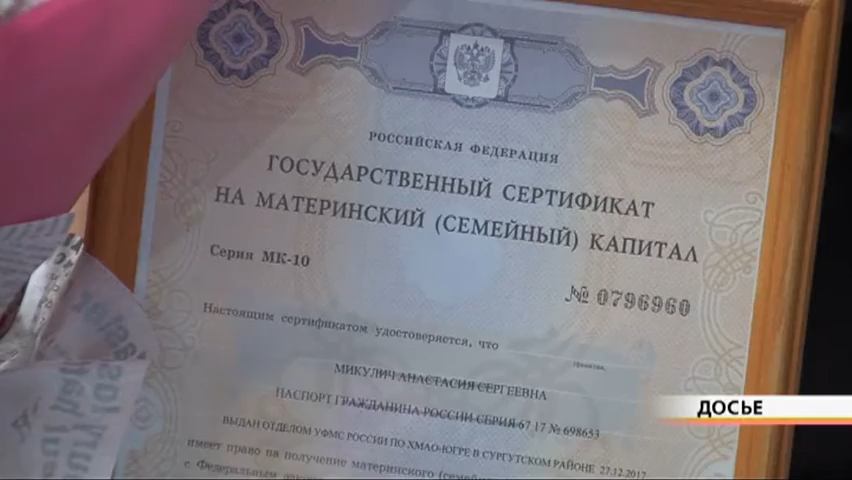 РОССИЙСКАЯ ФЕДЕРАЦИЯ
ГОСУДАРСТВЕННЫЙ СЕРТИФИКАТ
НА МАТЕРИНСКИЙ (СЕМЕЙНЫЙ) КАПИТАЛ
Серия МК-10
№ 0796960
Настоящим сертификатом удостоверяется, что
МИКУЛИЧ АНАСТАСИЯ СЕРГЕЕВНА
ПАСПОРТ ГРАЖДАНИНА РОССИИ СЕРИЯ 67 17 № 698653
ДОСЬЕ
ВЫДАН ОТДЕЛОМ УФМС РОССИИ ПО ХМАО-ЮГРЕ В СУРГУТСКОМ РАЙОНЕ 27.12.2017
имеет право на получение материнского
с Федеральным